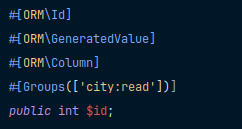 #[ORM\Id]
#[ORM\GeneratedValue]
#[ORM\Column]
#[Groups(['city:read'])]
public int $id;